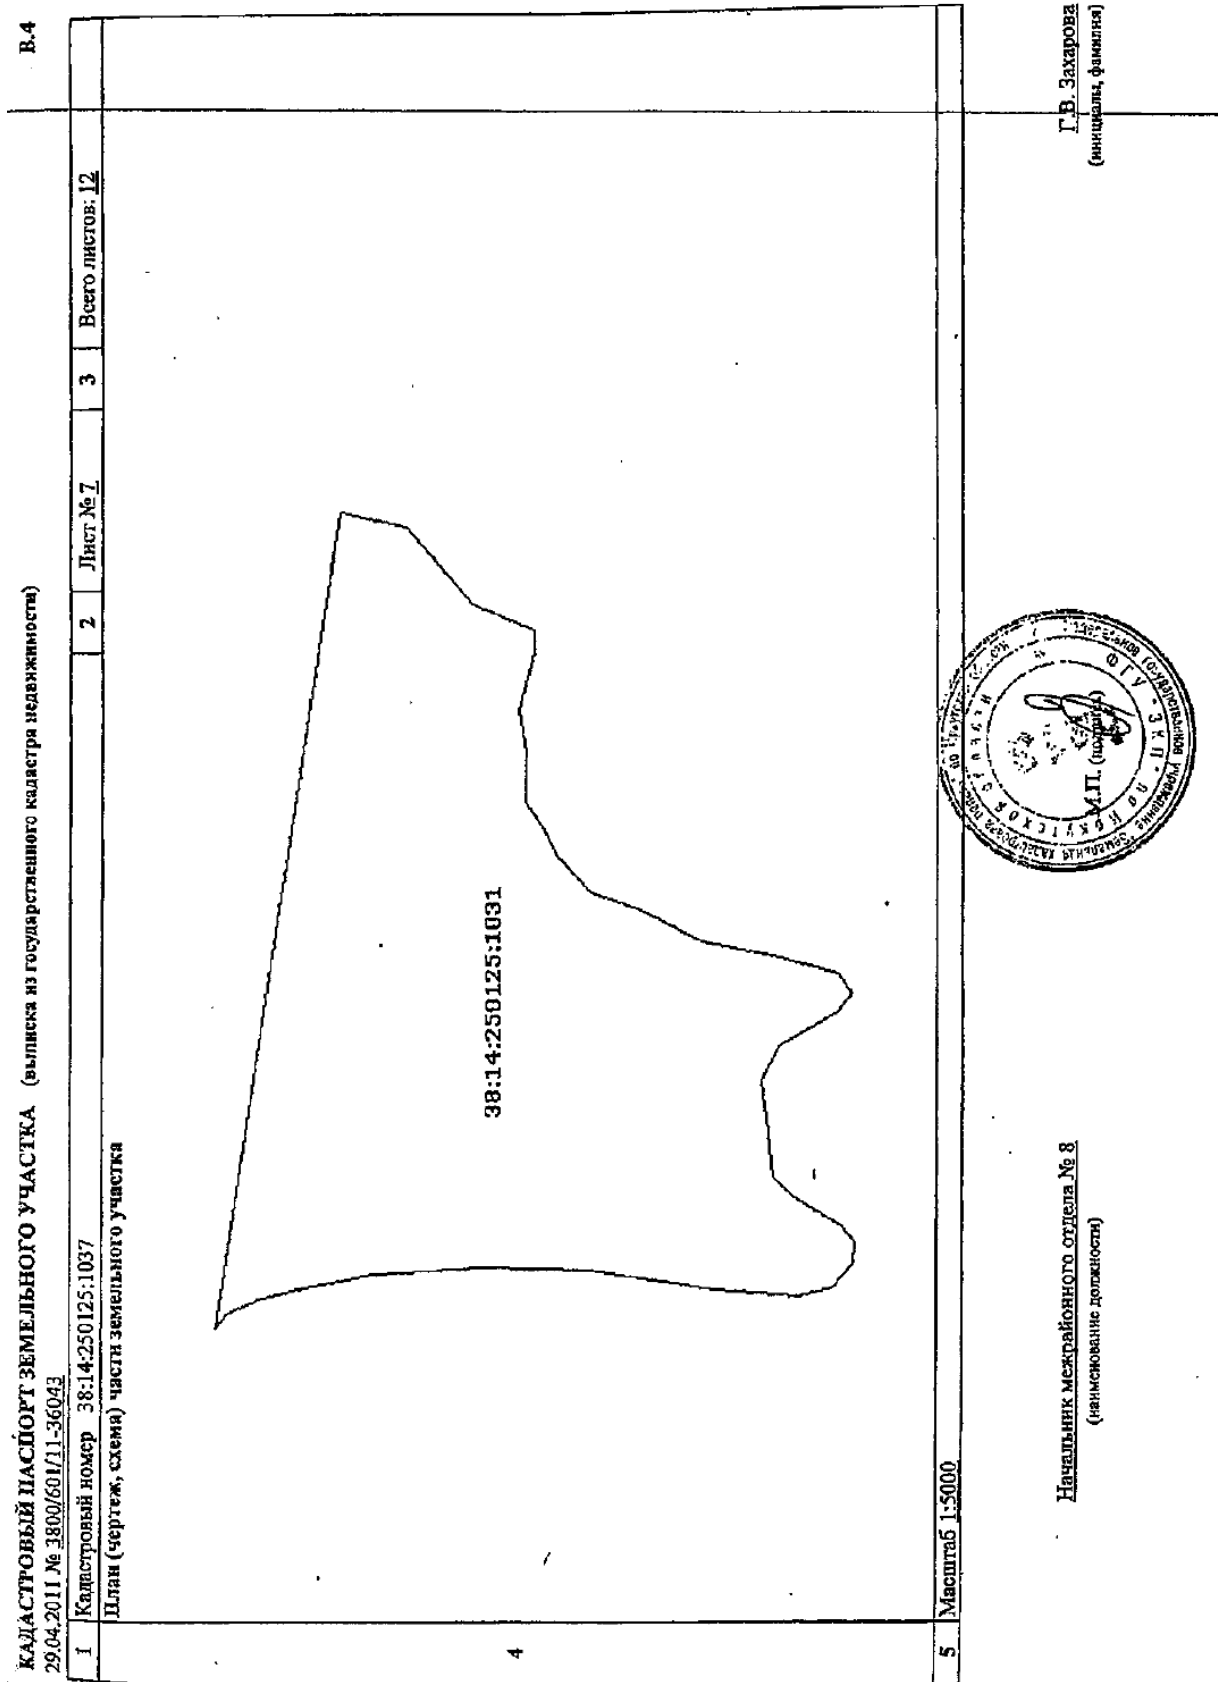 КАДАСТРОВЫЙ ПАСПОРТ ЗЕМЕЛЬНОГО УЧАСТКА (выписка из государственного кадастра недвижимости) В.4
29.04.2011 № 3800/601/11-36043
1 Кадастровый номер 38:14:250125:1037 2 Лист № 7 3 Всего листов: 12
План (чертеж, схема) части земельного участка
4
38:14:250125:1031
5 Масштаб 1:5000
Начальник межрайонного отдела № 8 Г.В. Захарова
(наименование должности) М.П. (подпись) (инициалы, фамилия)